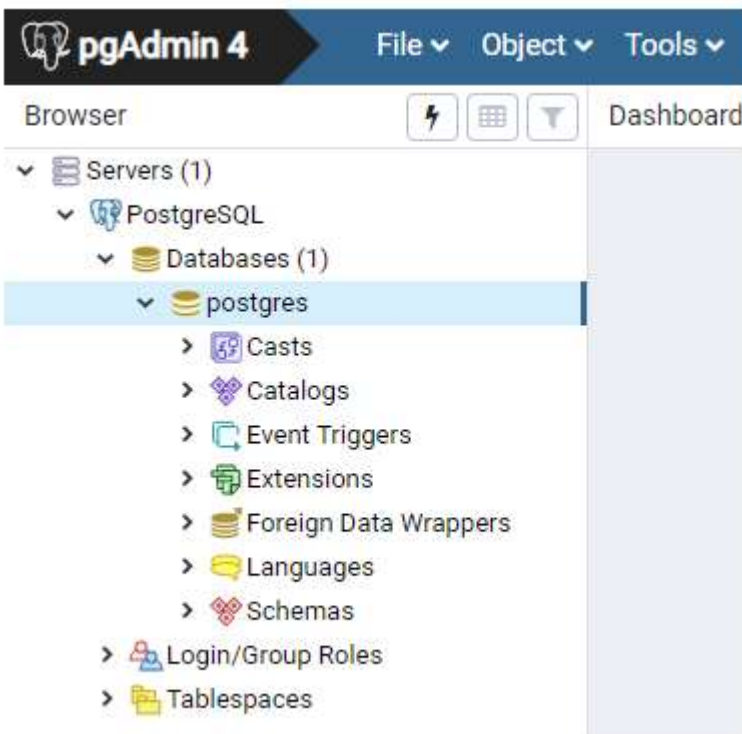 pgAdmin 4 File Object Tools
Browser Dashboard
Servers (1)
PostgreSQL
Databases (1)
postgres
Casts
Catalogs
Event Triggers
Extensions
Foreign Data Wrappers
Languages
Schemas
Login/Group Roles
Tablespaces